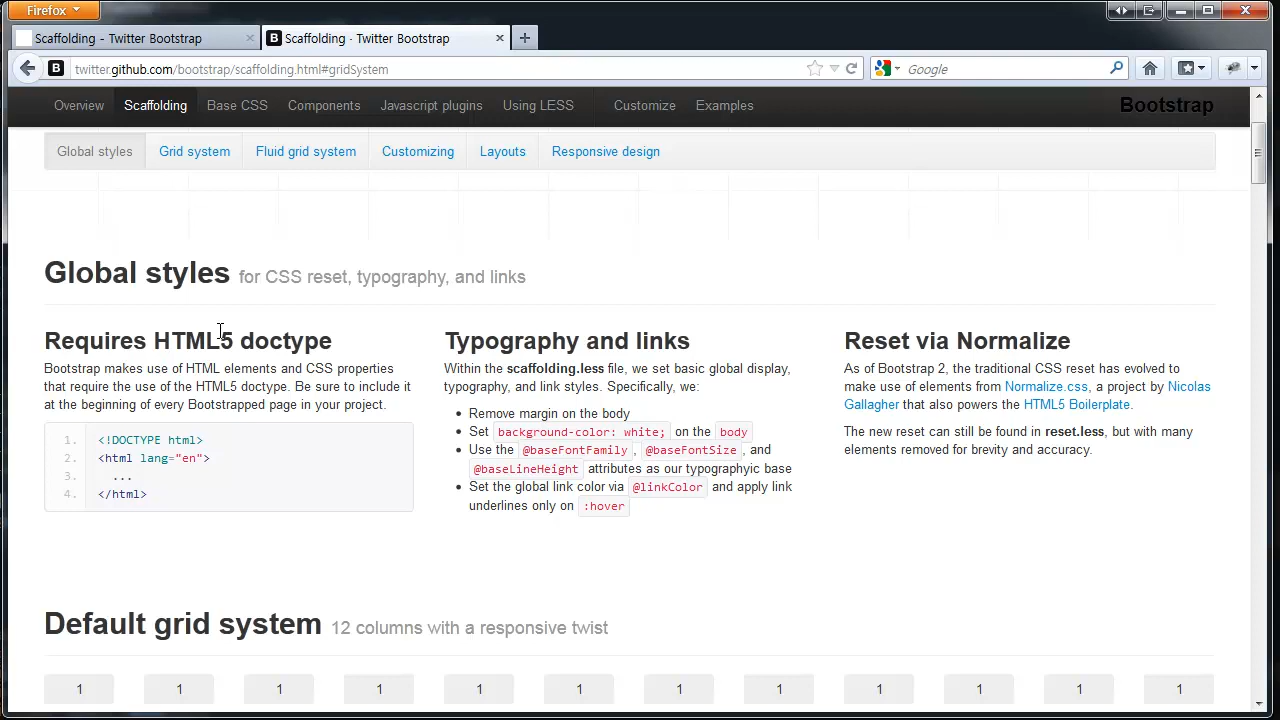 Firefox
Scaffolding - Twitter Bootstrap
Scaffolding · Twitter Bootstrap
twitter.github.com/bootstrap/scaffolding.html#gridSystem
Google
Overview Scaffolding Base CSS Components Javascript plugins Using LESS Customize Examples Bootstrap
Global styles Grid system Fluid grid system Customizing Layouts Responsive design
Global styles for CSS reset, typography, and links
Requires HTML5 doctype
Bootstrap makes use of HTML elements and CSS properties
that require the use of the HTML5 doctype. Be sure to include it
at the beginning of every Bootstrapped page in your project.
1. <!DOCTYPE html>
2. <html lang="en">
3. ...
4. </html>
Typography and links
Within the scaffolding.less file, we set basic global display,
typography, and link styles. Specifically, we:
• Remove margin on the body
• Set background-color: white; on the body
• Use the @baseFontFamily, @baseFontSize, and
@baseLineHeight attributes as our typographyic base
• Set the global link color via @linkColor and apply link
underlines only on :hover
Reset via Normalize
As of Bootstrap 2, the traditional CSS reset has evolved to
make use of elements from Normalize.css, a project by Nicolas
Gallagher that also powers the HTML5 Boilerplate.
The new reset can still be found in reset.less, but with many
elements removed for brevity and accuracy.
Default grid system 12 columns with a responsive twist
1 1 1 1 1 1 1 1 1 1 1 1